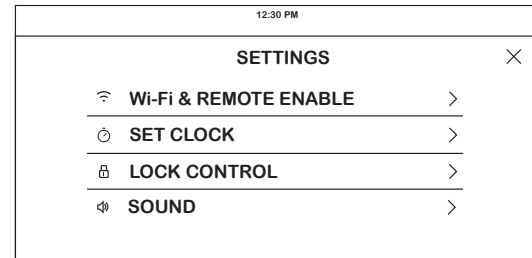 12:30 PM
SETTINGS
Wi-Fi & REMOTE ENABLE
SET CLOCK
LOCK CONTROL
SOUND